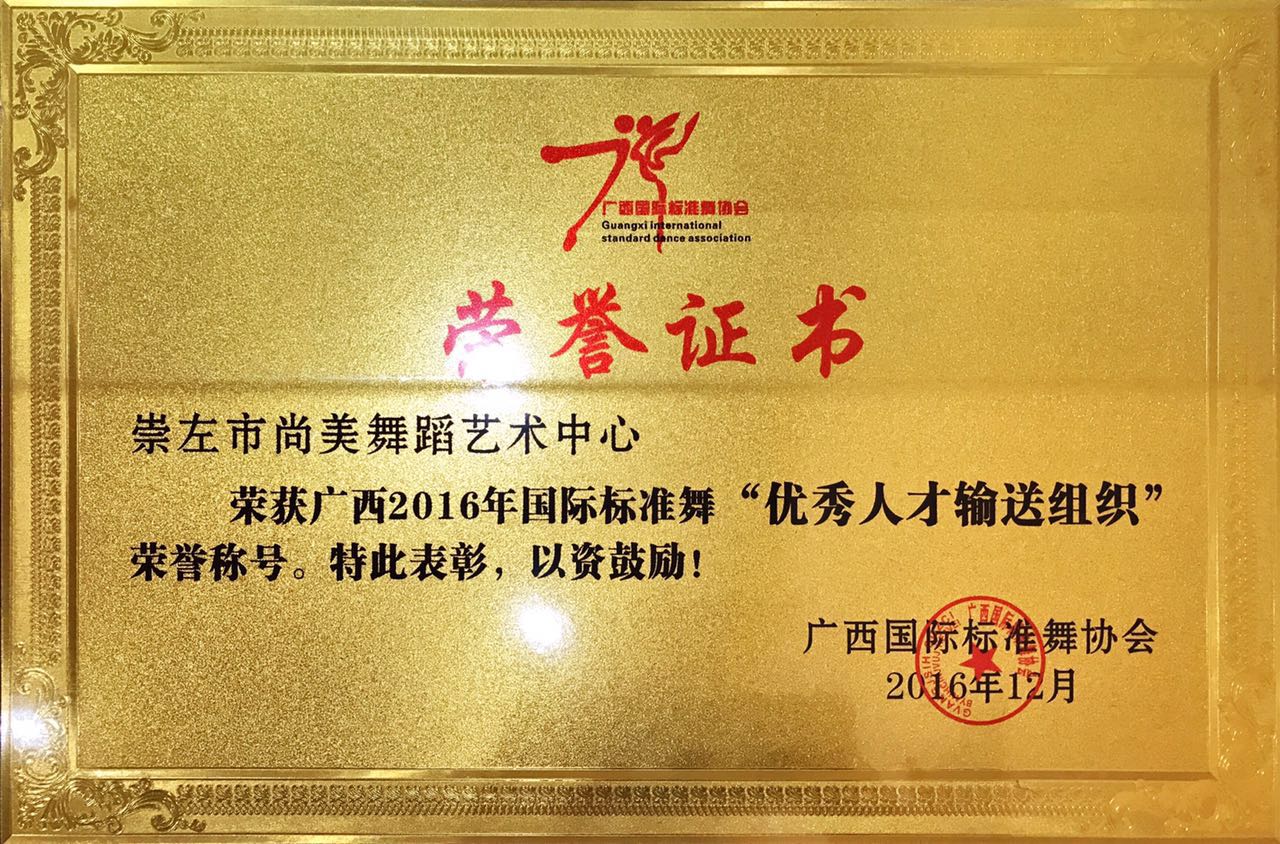 广西国际标准舞协会
Guangxi International
standard dance association
荣誉证书
崇左市尚美舞蹈艺术中心
荣获广西2016年国际标准舞“优秀人才输送组织”
荣誉称号。特此表彰，以资鼓励！
广西国际标准舞协会
2016年12月